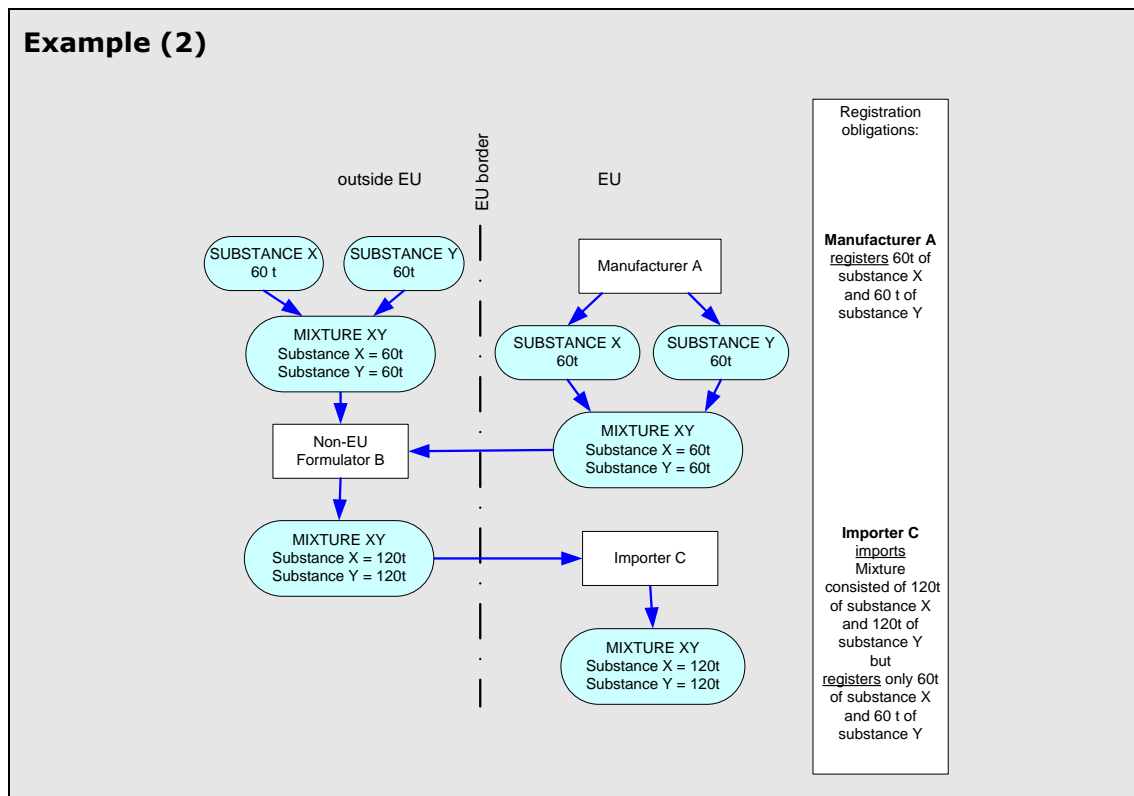 Example (2)
outside EU
EU border
EU
SUBSTANCE X
60 t
SUBSTANCE Y
60t
MIXTURE XY
Substance X = 60t
Substance Y = 60t
Non-EU
Formulator B
MIXTURE XY
Substance X = 120t
Substance Y = 120t
Manufacturer A
SUBSTANCE X
60t
SUBSTANCE Y
60t
MIXTURE XY
Substance X = 60t
Substance Y = 60t
Importer C
MIXTURE XY
Substance X = 120t
Substance Y = 120t
Registration
obligations:
Manufacturer A
registers 60t of
substance X
and 60 t of
substance Y
Importer C
imports
Mixture
consisted of 120t
of substance X
and 120t of
substance Y
but
registers only 60t
of substance X
and 60 t of
substance Y